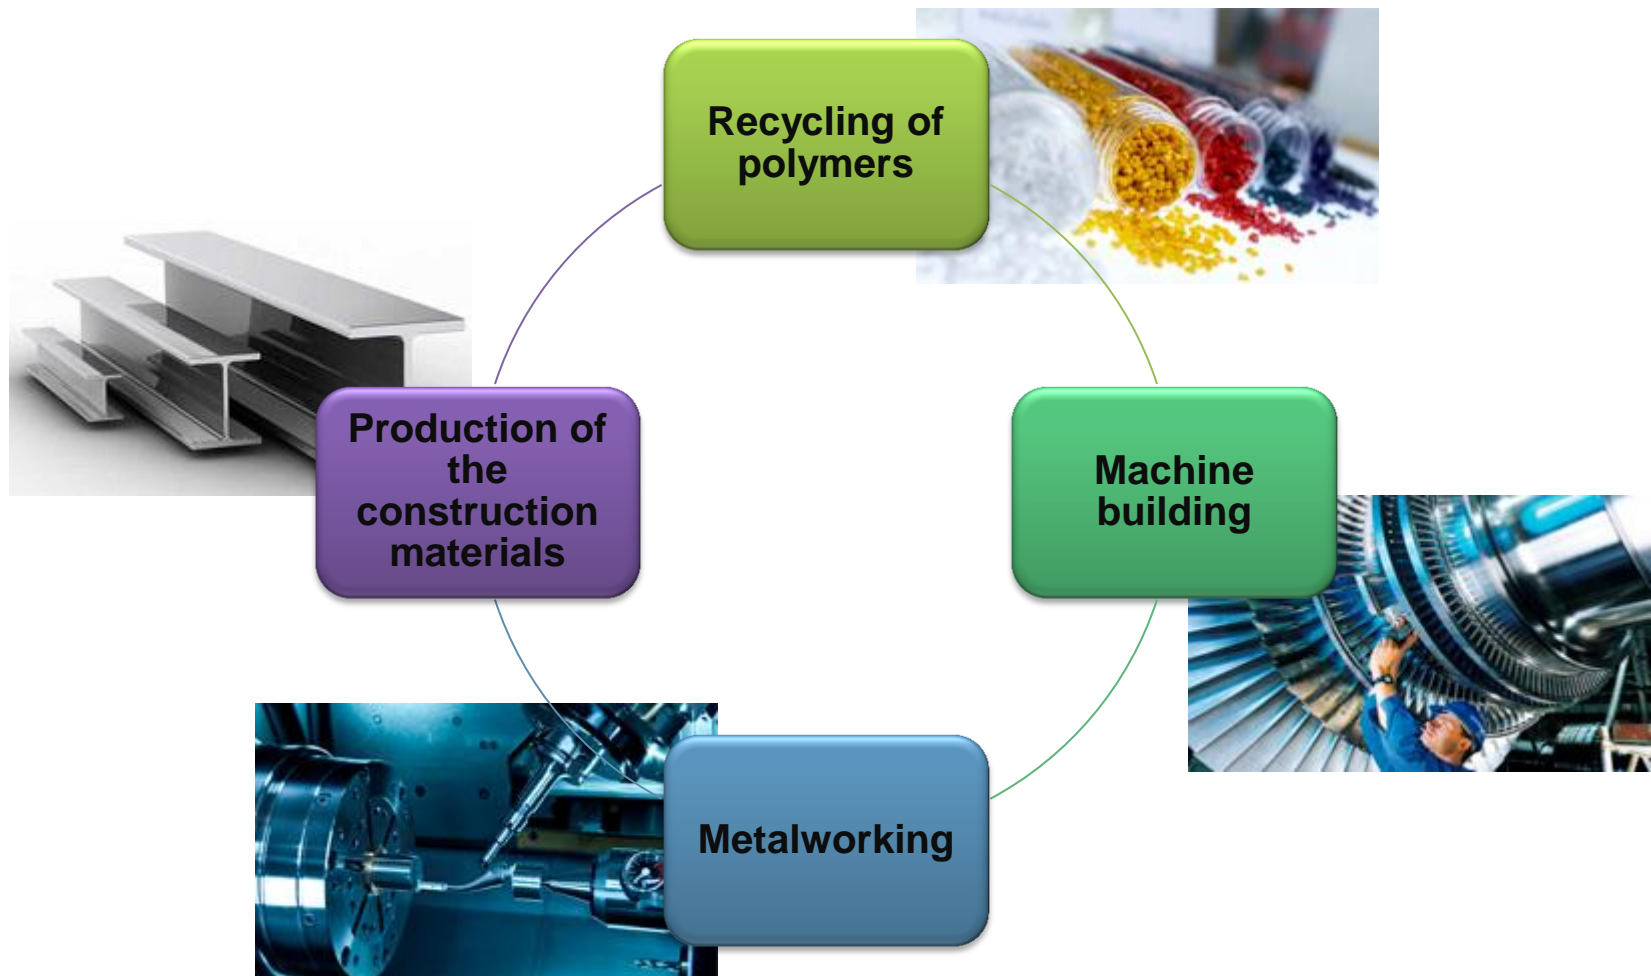 Recycling of
polymers
Production of
the
construction
materials
Machine
building
Metalworking